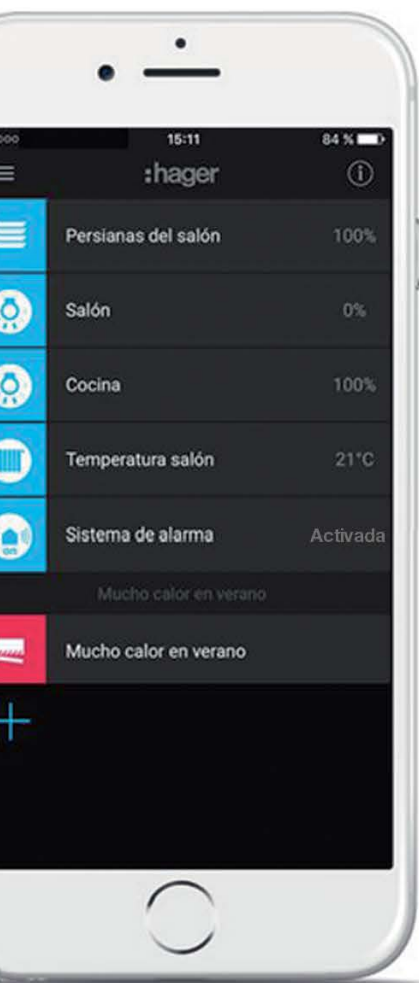 15:11
84 %
:hager
Persianas del salón
100%
Salón
0%
Cocina
100%
Temperatura salón
21°C
Sistema de alarma
Activada
on
Mucho calor en verano
Mucho calor en verano